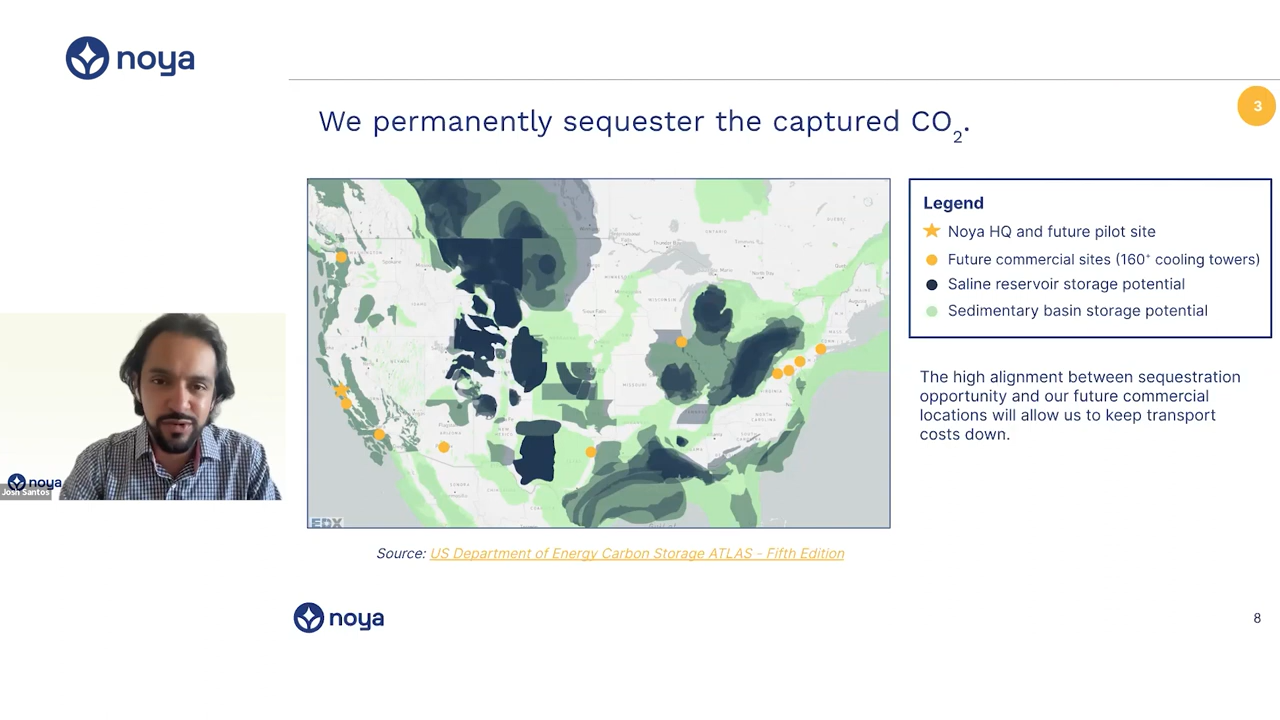 noya
3
We permanently sequester the captured CO2.
Legend
Noya HQ and future pilot site
Future commercial sites (160+ cooling towers)
Saline reservoir storage potential
Sedimentary basin storage potential
The high alignment between sequestration
opportunity and our future commercial
locations will allow us to keep transport
costs down.
EDX
Source: US Department of Energy Carbon Storage ATLAS - Fifth Edition
noya
Josh Santos
noya
8